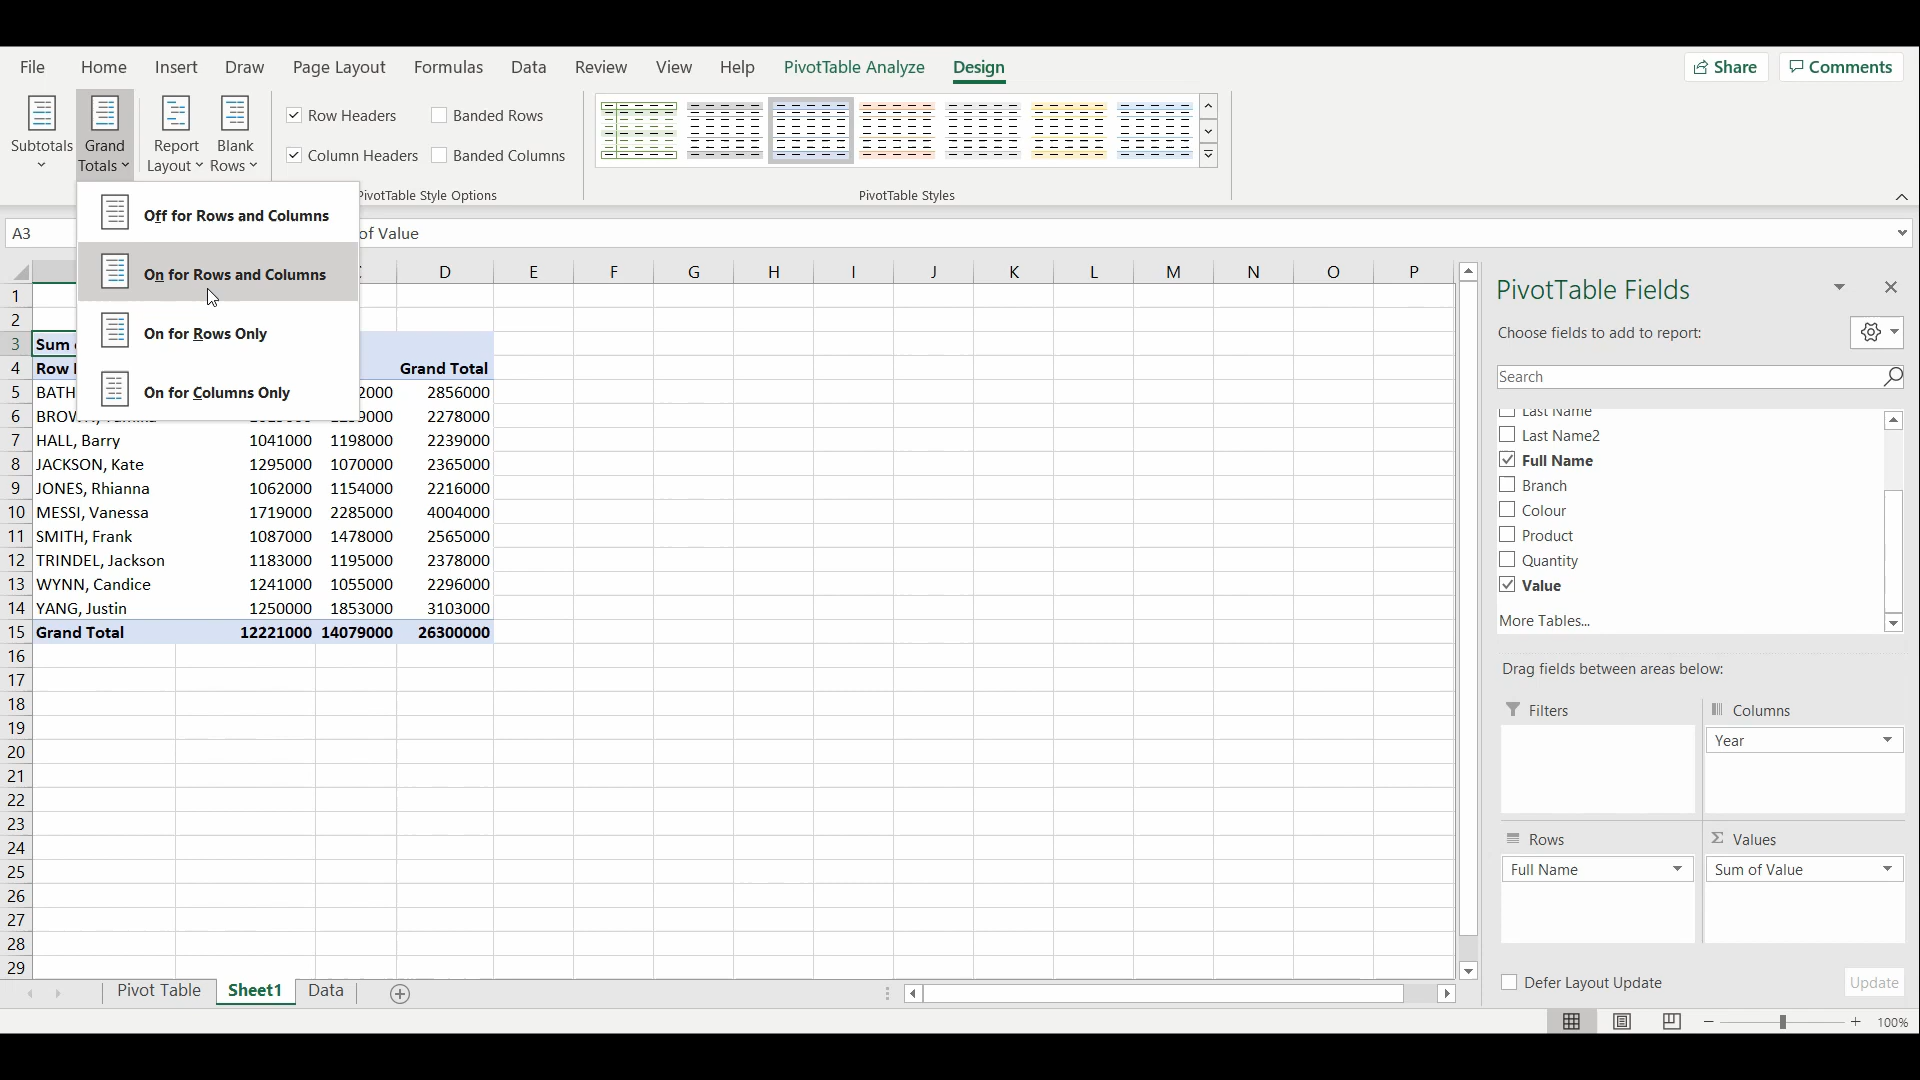 File Home Insert Draw Page Layout Formulas Data Review View Help PivotTable Analyze Design Share Comments
Subtotals Grand Totals Report Layout Blank Rows
Row Headers Banded Rows
Column Headers Banded Columns
PivotTable Style Options PivotTable Styles
Off for Rows and Columns
On for Rows and Columns
On for Rows Only
On for Columns Only
A3 of Value
D E F G H I J K L M N O P
1
2
3 Sum
4 Row Grand Total
5 BATH 2000 2856000
6 2278000
7 HALL, Barry 1041000 1198000 2239000
8 JACKSON, Kate 1295000 1070000 2365000
9 JONES, Rhianna 1062000 1154000 2216000
10 MESSI, Vanessa 1719000 2285000 4004000
11 SMITH, Frank 1087000 1478000 2565000
12 TRINDEL, Jackson 1183000 1195000 2378000
13 WYNN, Candice 1241000 1055000 2296000
14 YANG, Justin 1250000 1853000 3103000
15 Grand Total 12221000 14079000 26300000
16
17
18
19
20
21
22
23
24
25
26
27
28
29
Pivot Table Sheet1 Data
PivotTable Fields
Choose fields to add to report:
Search
Last Name
Last Name2
Full Name
Branch
Colour
Product
Quantity
Value
More Tables...
Drag fields between areas below:
Filters Columns
Year
Rows Σ Values
Full Name Sum of Value
Defer Layout Update Update
100%